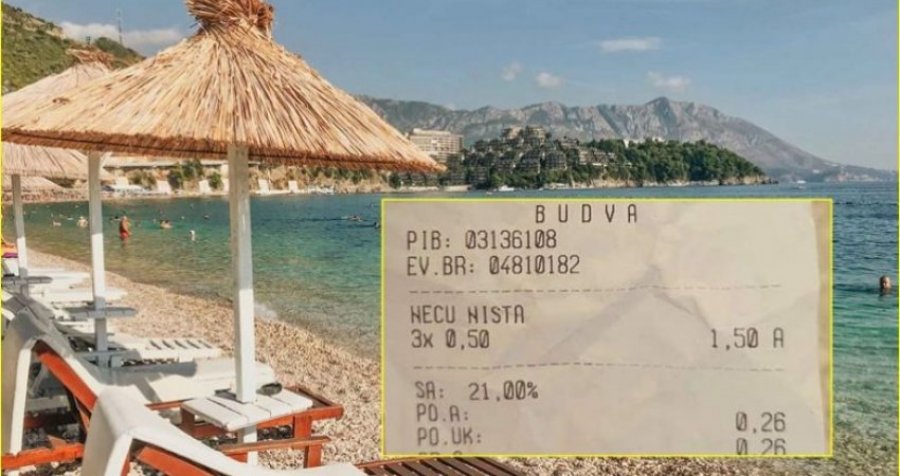 BUDVA
PIB: 03136108
EV.BR: 04810182
NECU NISTA
3x 0,50 1,50 A
SA: 21,00%
PO.A: 0,26
PO.UK: 0,26